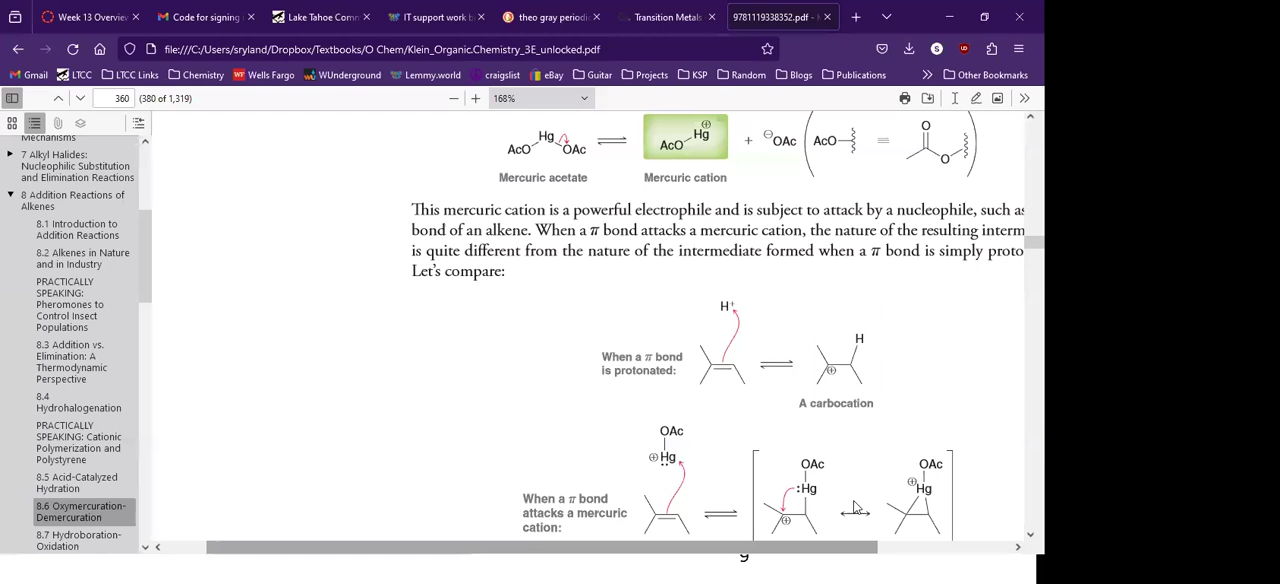 Week 13 Overview
Code for signing
Lake Tahoe Com
IT support work b
theo gray periodi
Transition Metals
9781119338352.pdf -
file:///C:/Users/sryland/Dropbox/Textbooks/O Chem/Klein_Organic.Chemistry_3E_unlocked.pdf
Gmail LTCC LTCC Links Chemistry Wells Fargo WUnderground Lemmy.world craigslist eBay Guitar Projects KSP Random Blogs Publications Other Bookmarks
360 (380 of 1,319) 168%
Mechanisms
7 Alkyl Halides:
Nucleophilic Substitution
and Elimination Reactions
8 Addition Reactions of
Alkenes
8.1 Introduction to
Addition Reactions
8.2 Alkenes in Nature
and in Industry
PRACTICALLY
SPEAKING:
Pheromones to
Control Insect
Populations
8.3 Addition vs.
Elimination: A
Thermodynamic
Perspective
8.4
Hydrohalogenation
PRACTICALLY
SPEAKING: Cationic
Polymerization and
Polystyrene
8.5 Acid-Catalyzed
Hydration
8.6 Oxymercuration-
Demercuration
8.7 Hydroboration-
Oxidation
AcO Hg OAc
AcO Hg ⊕
+ ⊖OAc
AcO
≡
O
O
Mercuric acetate
Mercuric cation
This mercuric cation is a powerful electrophile and is subject to attack by a nucleophile, such as
bond of an alkene. When a π bond attacks a mercuric cation, the nature of the resulting interm
is quite different from the nature of the intermediate formed when a π bond is simply proto
Let's compare:
H+
When a π bond
is protonated:
H
⊕
A carbocation
OAc
⊕Hg
When a π bond
attacks a mercuric
cation:
OAc
:Hg
⊕
OAc
⊕
Hg